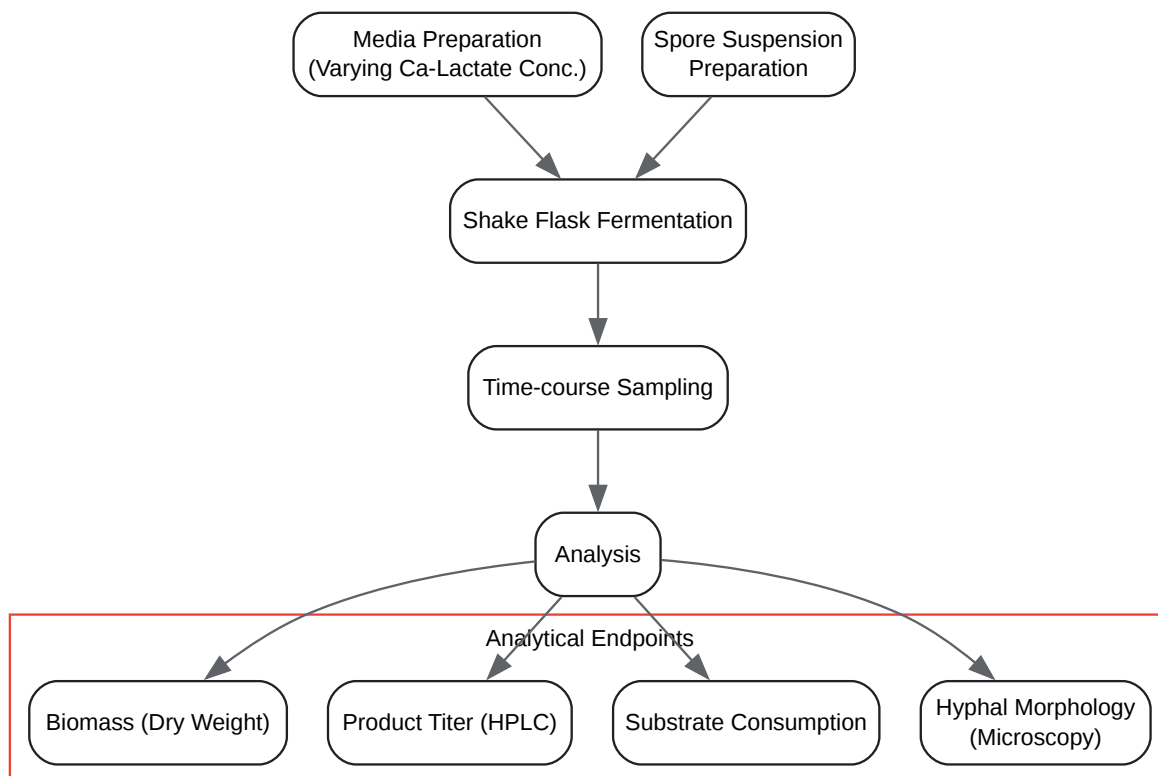 Media Preparation
(Varying Ca-Lactate Conc.)
Spore Suspension
Preparation
Shake Flask Fermentation
Time-course Sampling
Analysis
Analytical Endpoints
Biomass (Dry Weight)
Product Titer (HPLC)
Substrate Consumption
Hyphal Morphology
(Microscopy)